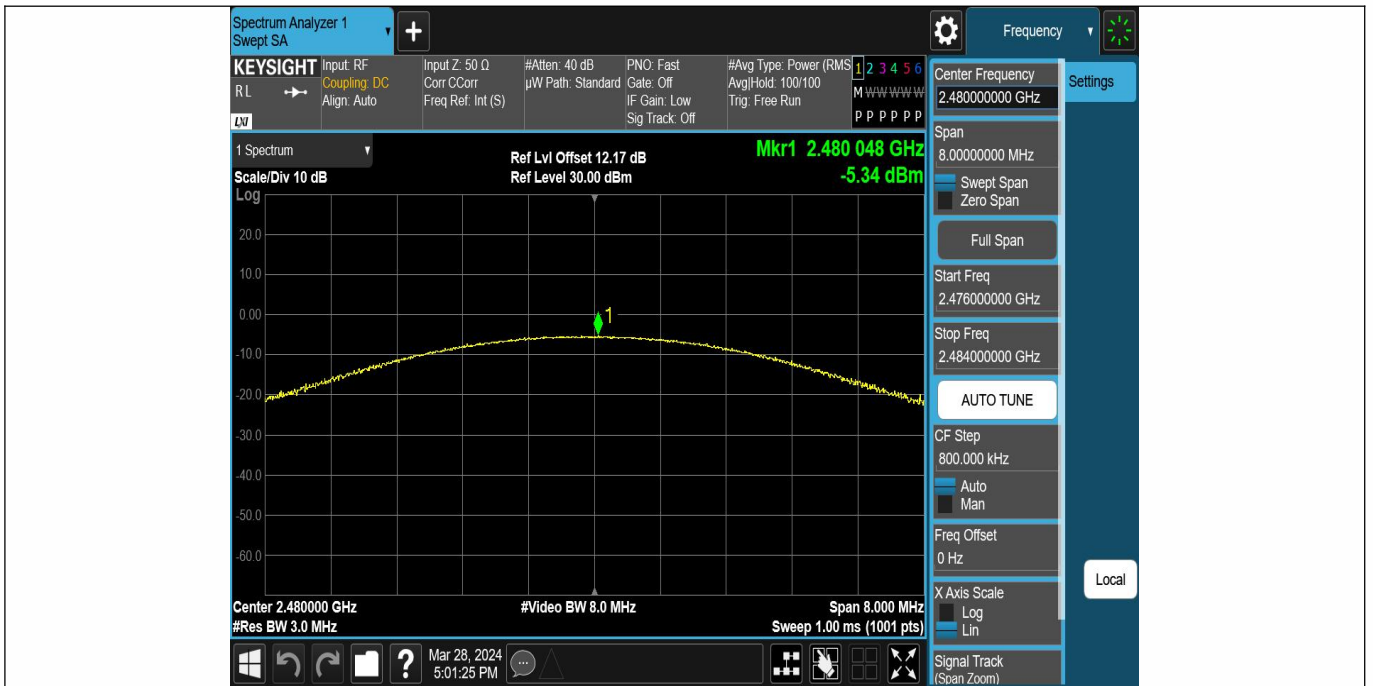 Spectrum Analyzer 1
Swept SA
+
Frequency
KEYSIGHT
RL
LXI
Input: RF
Coupling: DC
Align: Auto
Input Z: 50 Ω
Corr CCorr
Freq Ref: Int (S)
#Atten: 40 dB
µW Path: Standard
PNO: Fast
Gate: Off
IF Gain: Low
Sig Track: Off
#Avg Type: Power (RMS
Avg|Hold: 100/100
Trig: Free Run
1 2 3 4 5 6
M W W W W W
P P P P P P
1 Spectrum
Scale/Div 10 dB
Log
Ref Lvl Offset 12.17 dB
Ref Level 30.00 dBm
Mkr1 2.480 048 GHz
-5.34 dBm
20.0
10.0
0.00
-10.0
-20.0
-30.0
-40.0
-50.0
-60.0
1
Center 2.480000 GHz
#Res BW 3.0 MHz
#Video BW 8.0 MHz
Span 8.000 MHz
Sweep 1.00 ms (1001 pts)
Center Frequency
2.480000000 GHz
Settings
Span
8.00000000 MHz
Swept Span
Zero Span
Full Span
Start Freq
2.476000000 GHz
Stop Freq
2.484000000 GHz
AUTO TUNE
CF Step
800.000 kHz
Auto
Man
Freq Offset
0 Hz
X Axis Scale
Log
Lin
Local
Signal Track
(Span Zoom)
?
Mar 28, 2024
5:01:25 PM